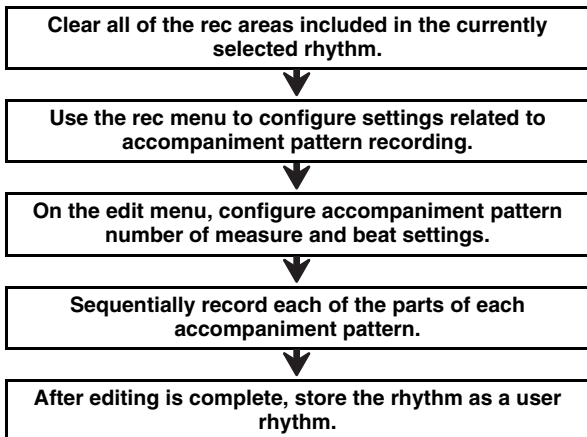 Clear all of the rec areas included in the currently
selected rhythm.
Use the rec menu to configure settings related to
accompaniment pattern recording.
On the edit menu, configure accompaniment pattern
number of measure and beat settings.
Sequentially record each of the parts of each
accompaniment pattern.
After editing is complete, store the rhythm as a user
rhythm.